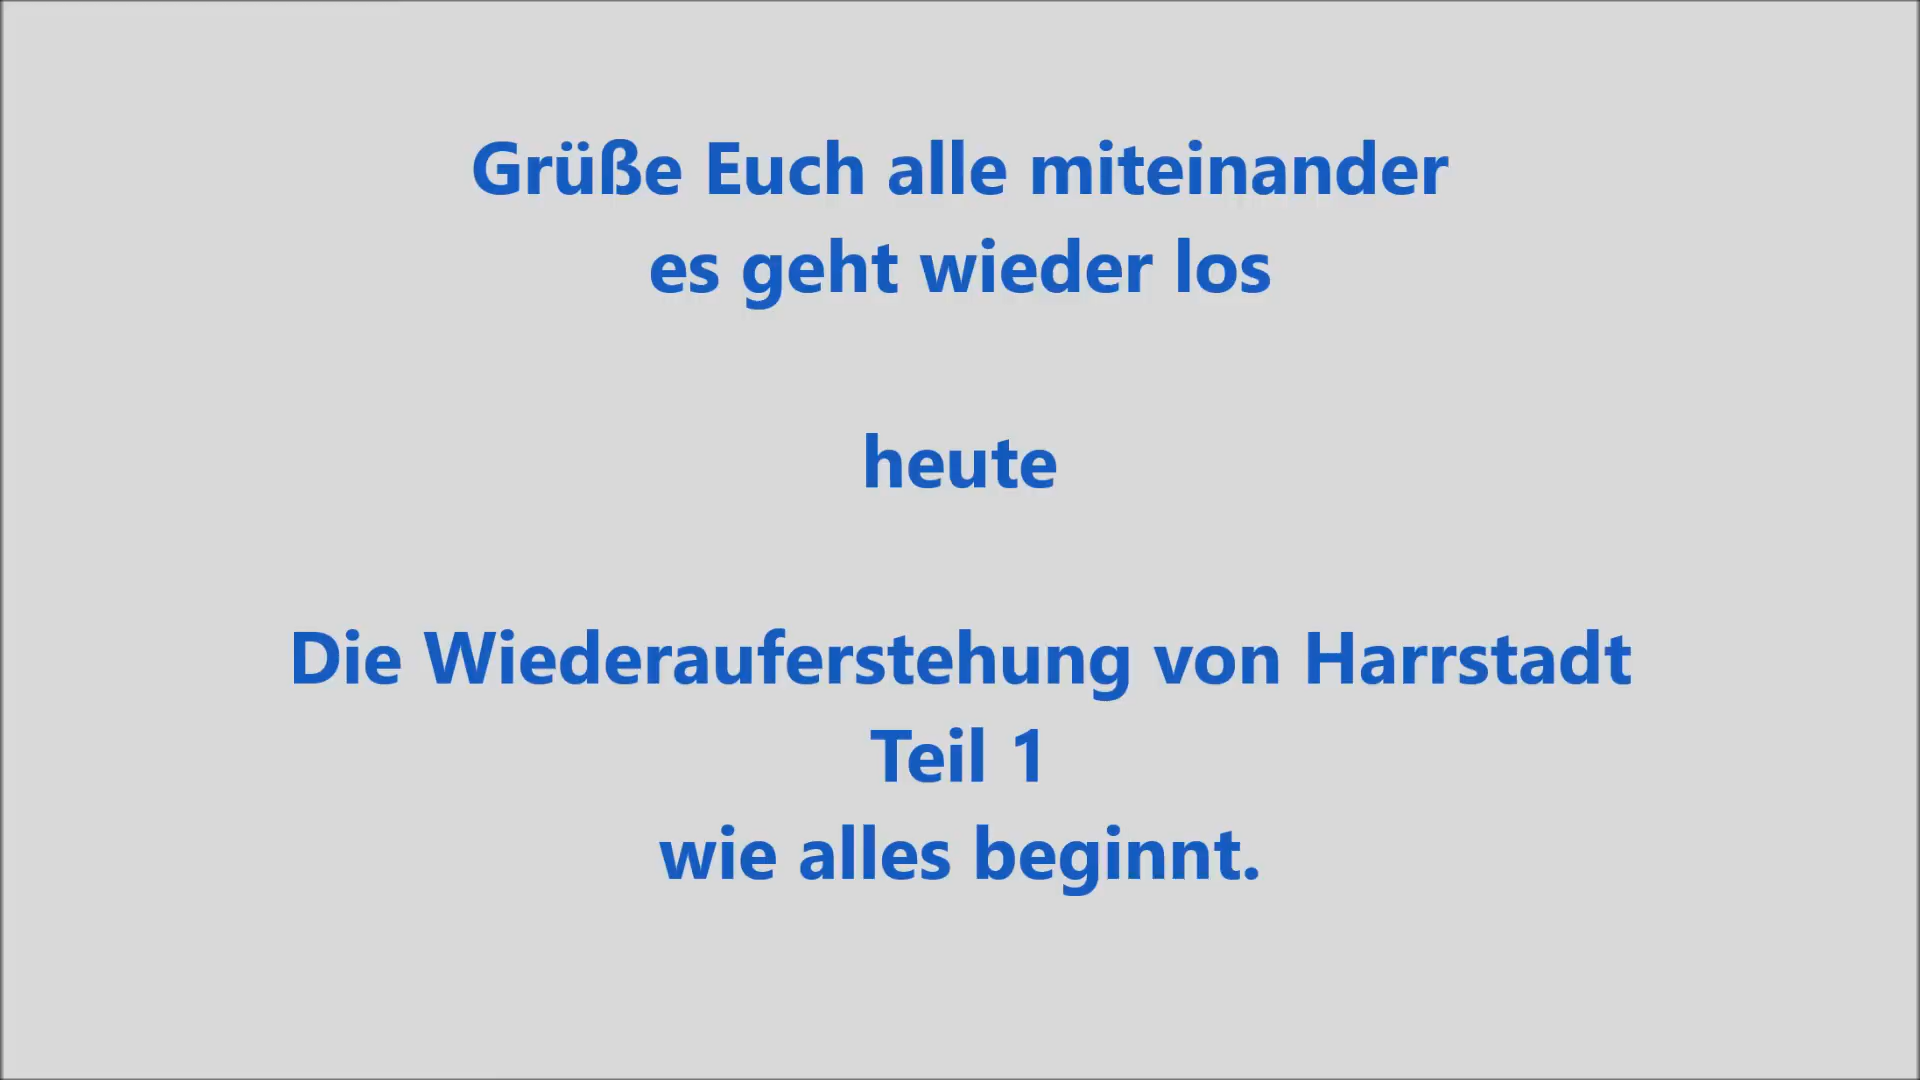 Grüße Euch alle miteinander
es geht wieder los
heute
Die Wiederauferstehung von Harrstadt
Teil 1
wie alles beginnt.